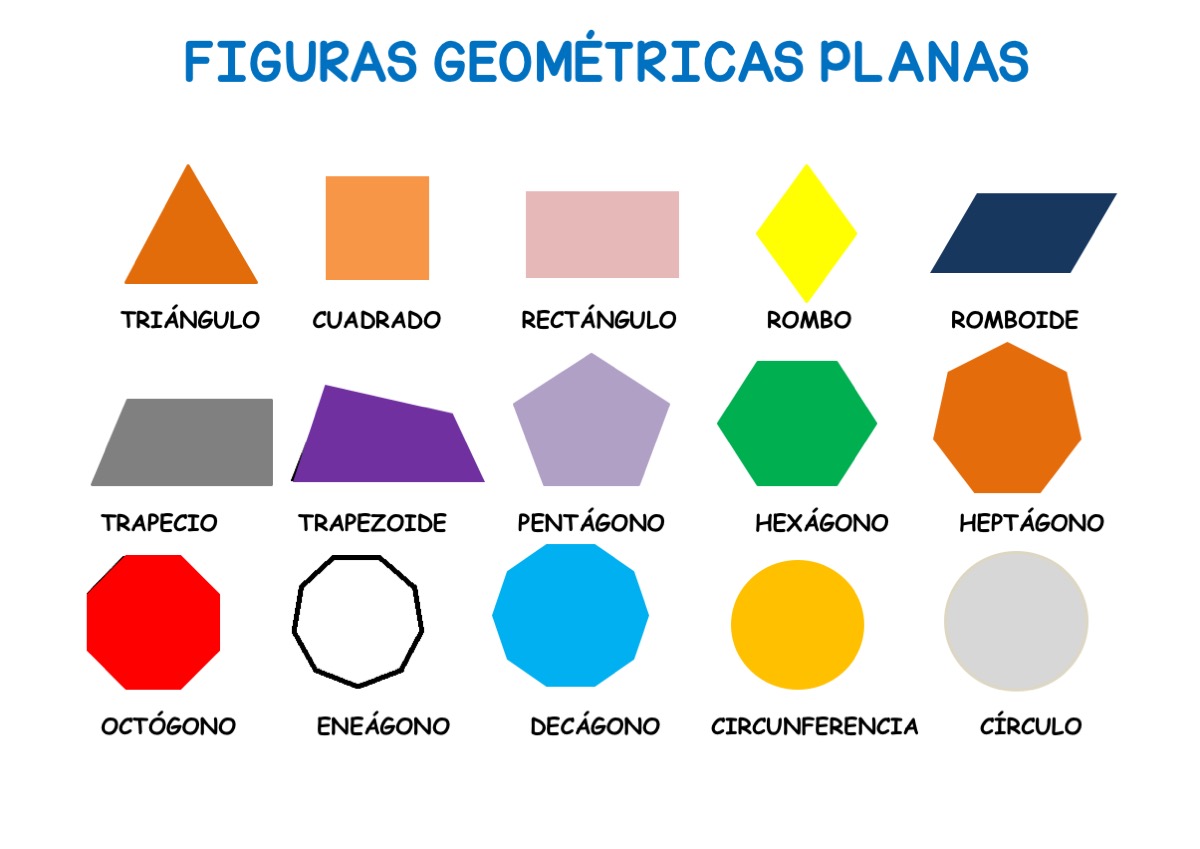 FIGURAS GEOMÉTRICAS PLANAS
TRIÁNGULO CUADRADO RECTÁNGULO ROMBO ROMBOIDE
TRAPECIO TRAPEZOIDE PENTÁGONO HEXÁGONO HEPTÁGONO
OCTÓGONO ENEÁGONO DECÁGONO CIRCUNFERENCIA CÍRCULO